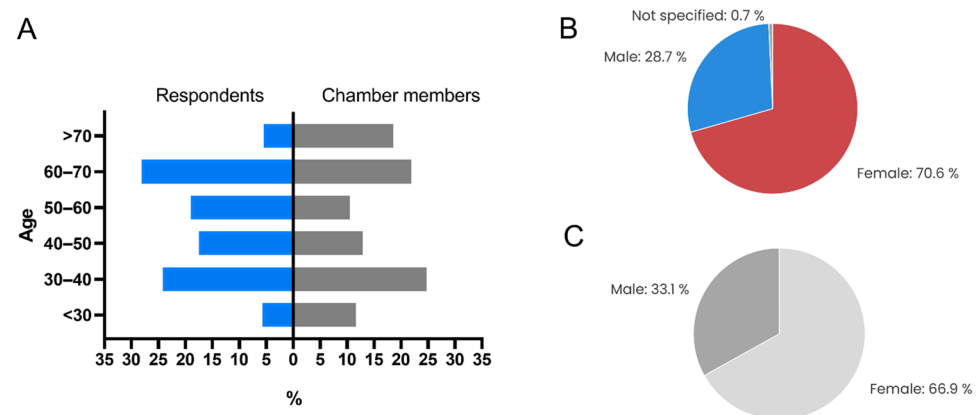 A
Respondents
Chamber members
>70
60–70
50–60
40–50
30–40
<30
Age
35 30 25 20 15 10 5 0 5 10 15 20 25 30 35
%
B
Not specified: 0.7 %
Male: 28.7 %
Female: 70.6 %
C
Male: 33.1 %
Female: 66.9 %